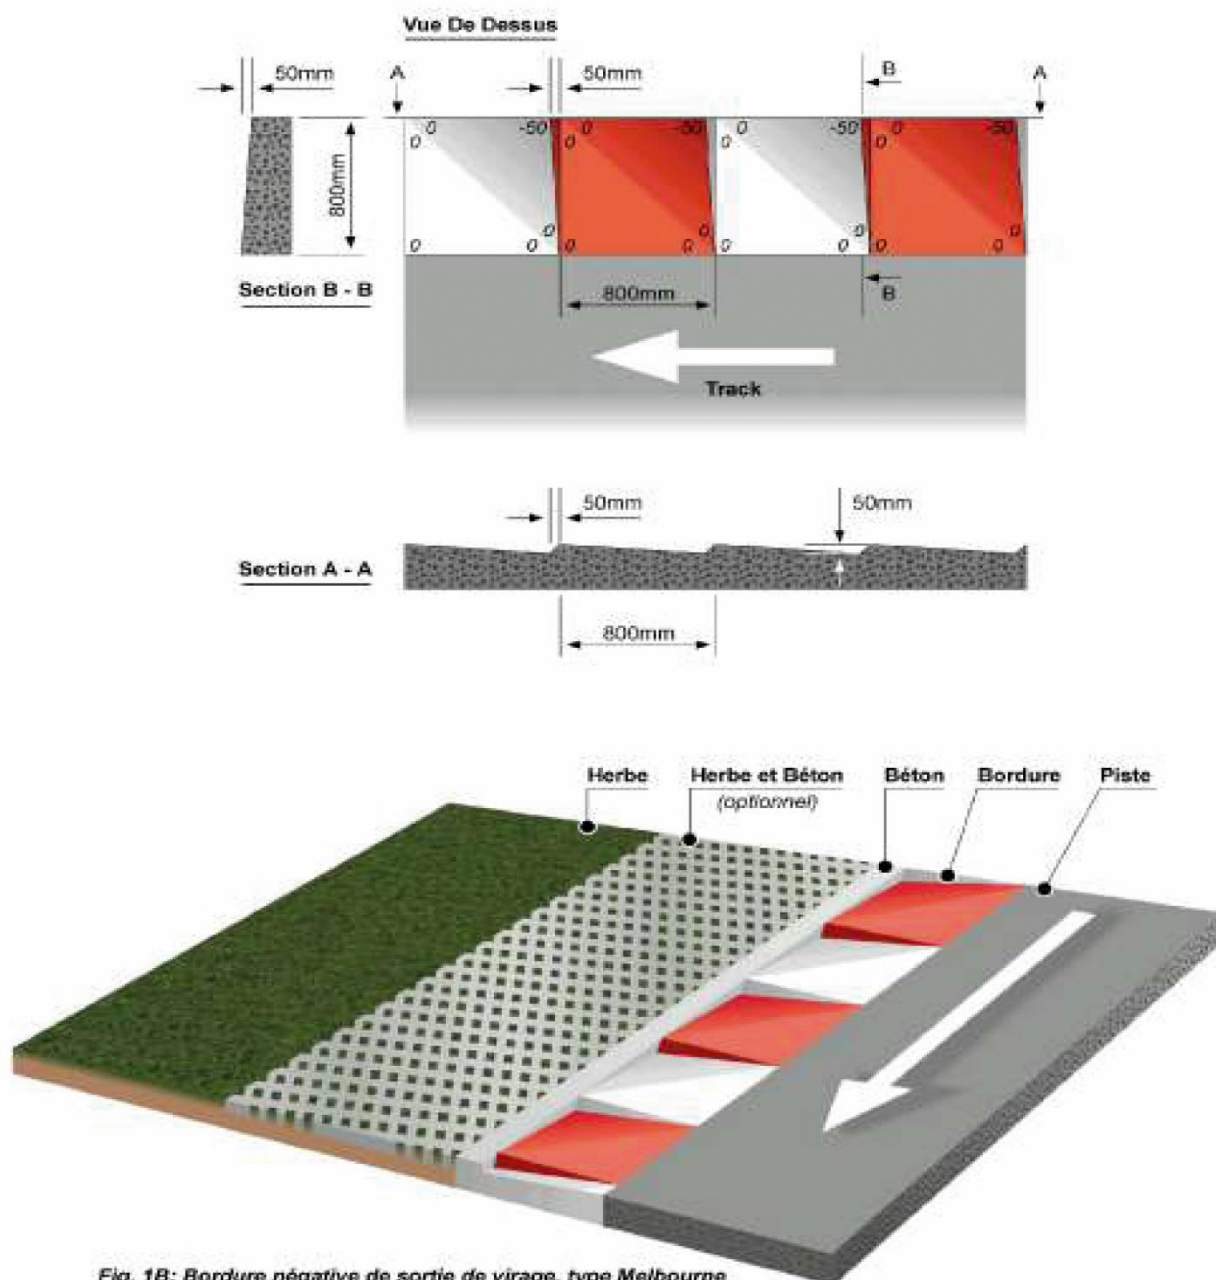 Vue De Dessus
50mm
A
50mm
B
A
0 -50 0 -50 0 -50 0 -50
0 0 0 0
800mm
0 0 0 0
0 0 0 0 0 0 0 0
Section B - B
800mm
B
Track
50mm
50mm
Section A - A
800mm
Herbe
Herbe et Béton
(optionnel)
Béton
Bordure
Piste
Fig. 1B: Bordure négative de sortie de virage, type Melbourne